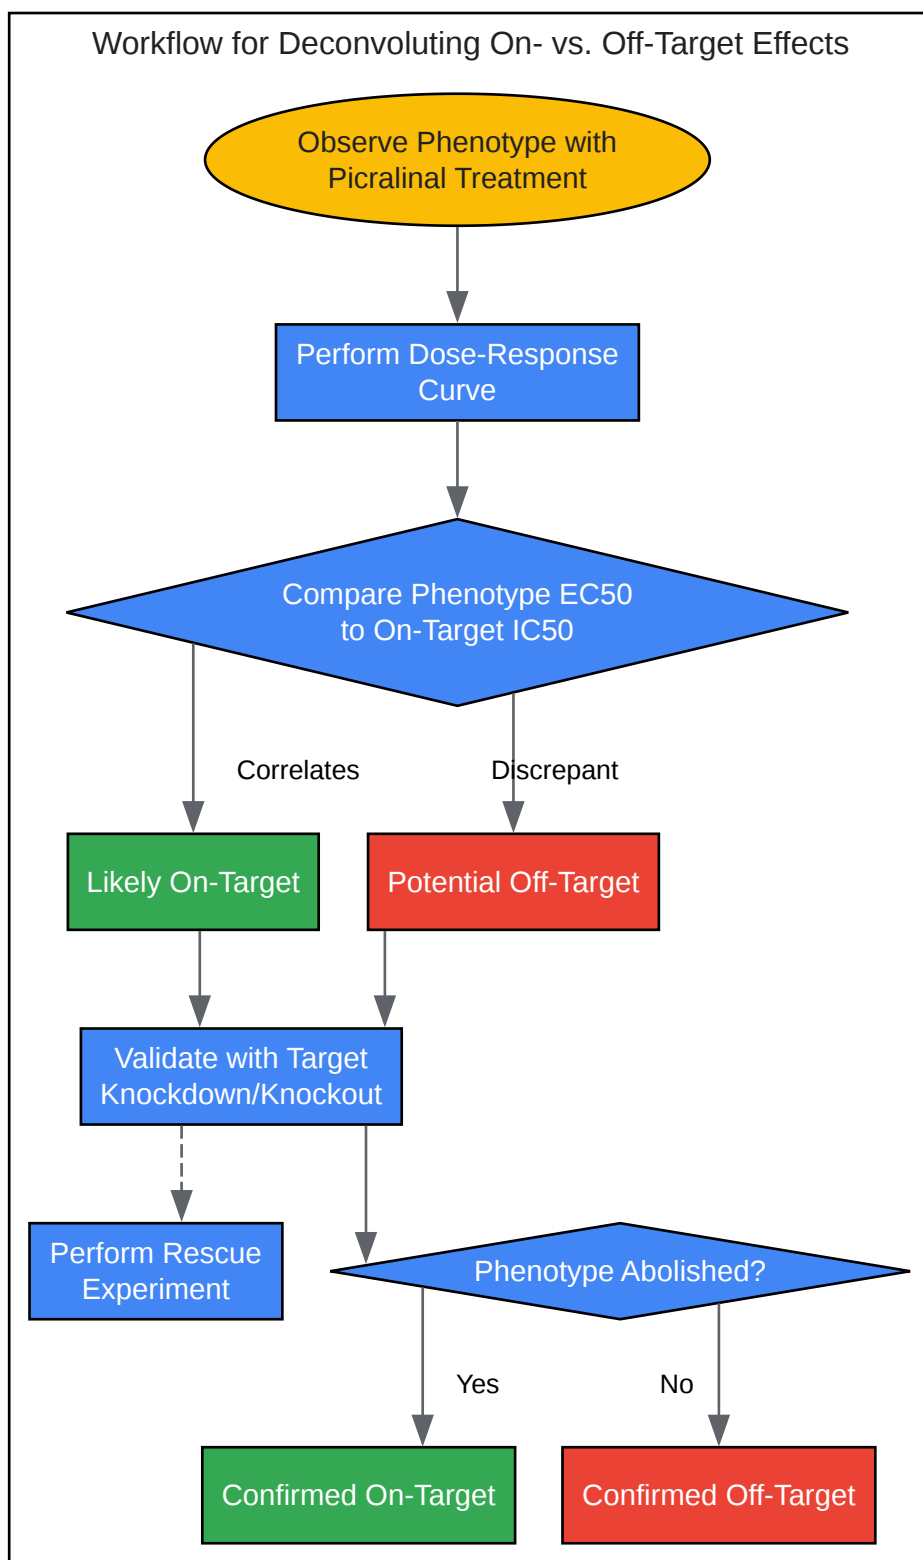 Workflow for Deconvoluting On- vs. Off-Target Effects
Observe Phenotype with
Picralinal Treatment
Perform Dose-Response
Curve
Compare Phenotype EC50
to On-Target IC50
Correlates
Discrepant
Likely On-Target
Potential Off-Target
Validate with Target
Knockdown/Knockout
Perform Rescue
Experiment
Phenotype Abolished?
Yes
No
Confirmed On-Target
Confirmed Off-Target